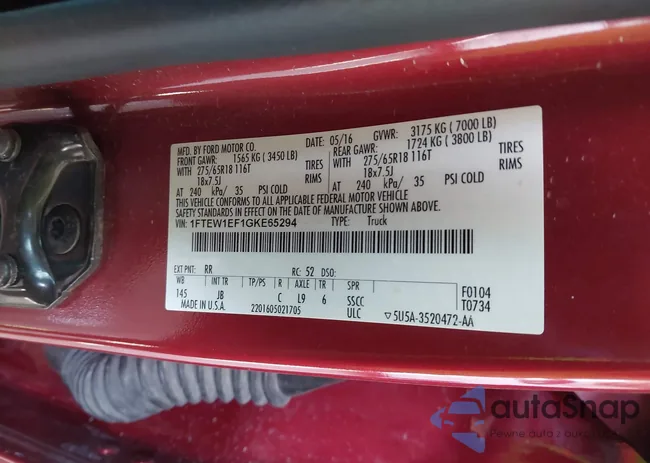 MFD. BY FORD MOTOR CO.
DATE: 05/16 GVWR: 3175 KG ( 7000 LB)
FRONT GAWR: 1565 KG ( 3450 LB) REAR GAWR: 1724 KG ( 3800 LB)
WITH 275/65R18 116T TIRES WITH 275/65R18 116T TIRES
18x7.5J RIMS 18x7.5J RIMS
AT 240 kPa/ 35 PSI COLD AT 240 kPa/ 35 PSI COLD
THIS VEHICLE CONFORMS TO ALL APPLICABLE FEDERAL MOTOR VEHICLE
SAFETY STANDARDS IN EFFECT ON THE DATE OF MANUFACTURE SHOWN ABOVE.
VIN: 1FTEW1EF1GKE65294 TYPE: Truck
EXT PNT: RR RC: 52 DSO:
WB INT TR TP/PS AXLE TR SPR F0104
145 JB C L9 6 SSCC T0734
MADE IN U.S.A. 2201605021705 ULC ▽5U5A-3520472-AA
autaSnap
Pewne auta z aukcji